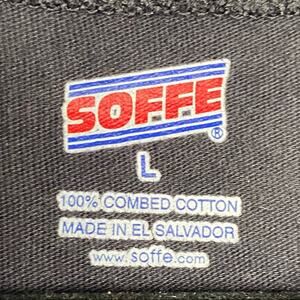 SOFFE®
L
100% COMBED COTTON
MADE IN EL SALVADOR
www.soffe.com